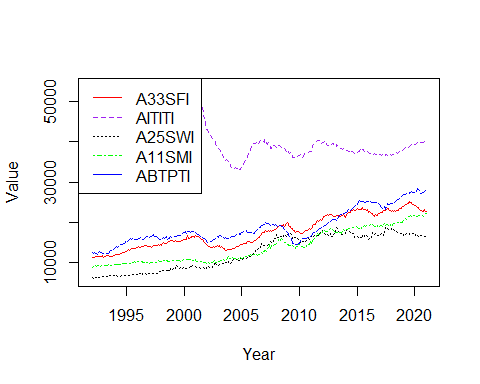 A33SFI
AITITI
A25SWI
A11SMI
ABTPTI
Value
50000
30000
10000
1995
2000
2005
2010
2015
2020
Year